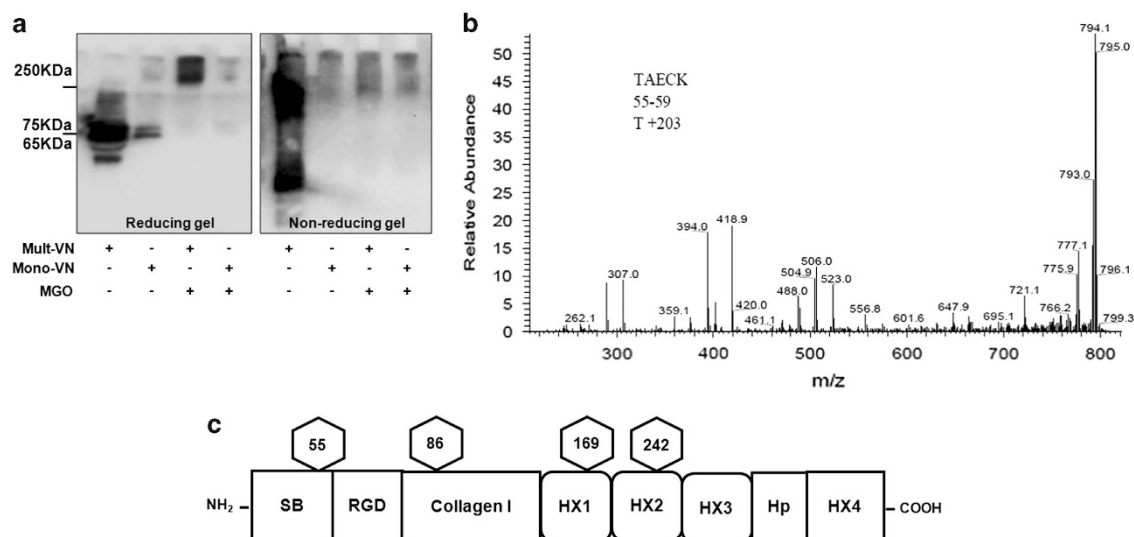 a
250KDa
75KDa
65KDa
Reducing gel
Non-reducing gel
Mult-VN + - + - + - + -
Mono-VN - + - + - + - +
MGO - - + + - - + +
b
Relative Abundance
50
45
40
35
30
25
20
15
10
5
0
TAECK
55-59
T +203
262.1
307.0
359.1
394.0
418.9
420.0
461.1
488.0
504.9
506.0
523.0
556.8
601.6
647.9
695.1
721.1
766.2
775.9
777.1
793.0
794.1
795.0
796.1
799.3
300 400 500 600 700 800
m/z
c
55 86 169 242
NH₂ SB RGD Collagen I HX1 HX2 HX3 Hp HX4 COOH